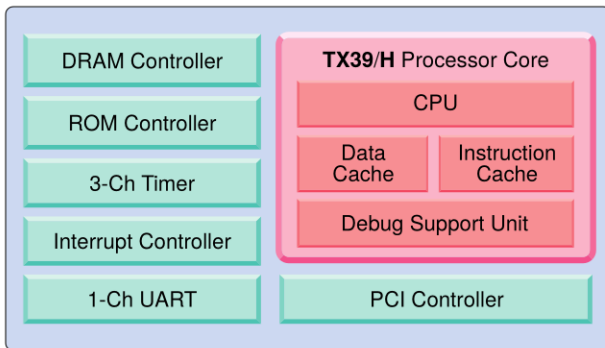 DRAM Controller
ROM Controller
3-Ch Timer
Interrupt Controller
1-Ch UART
TX39/H Processor Core
CPU
Data
Cache
Instruction
Cache
Debug Support Unit
PCI Controller